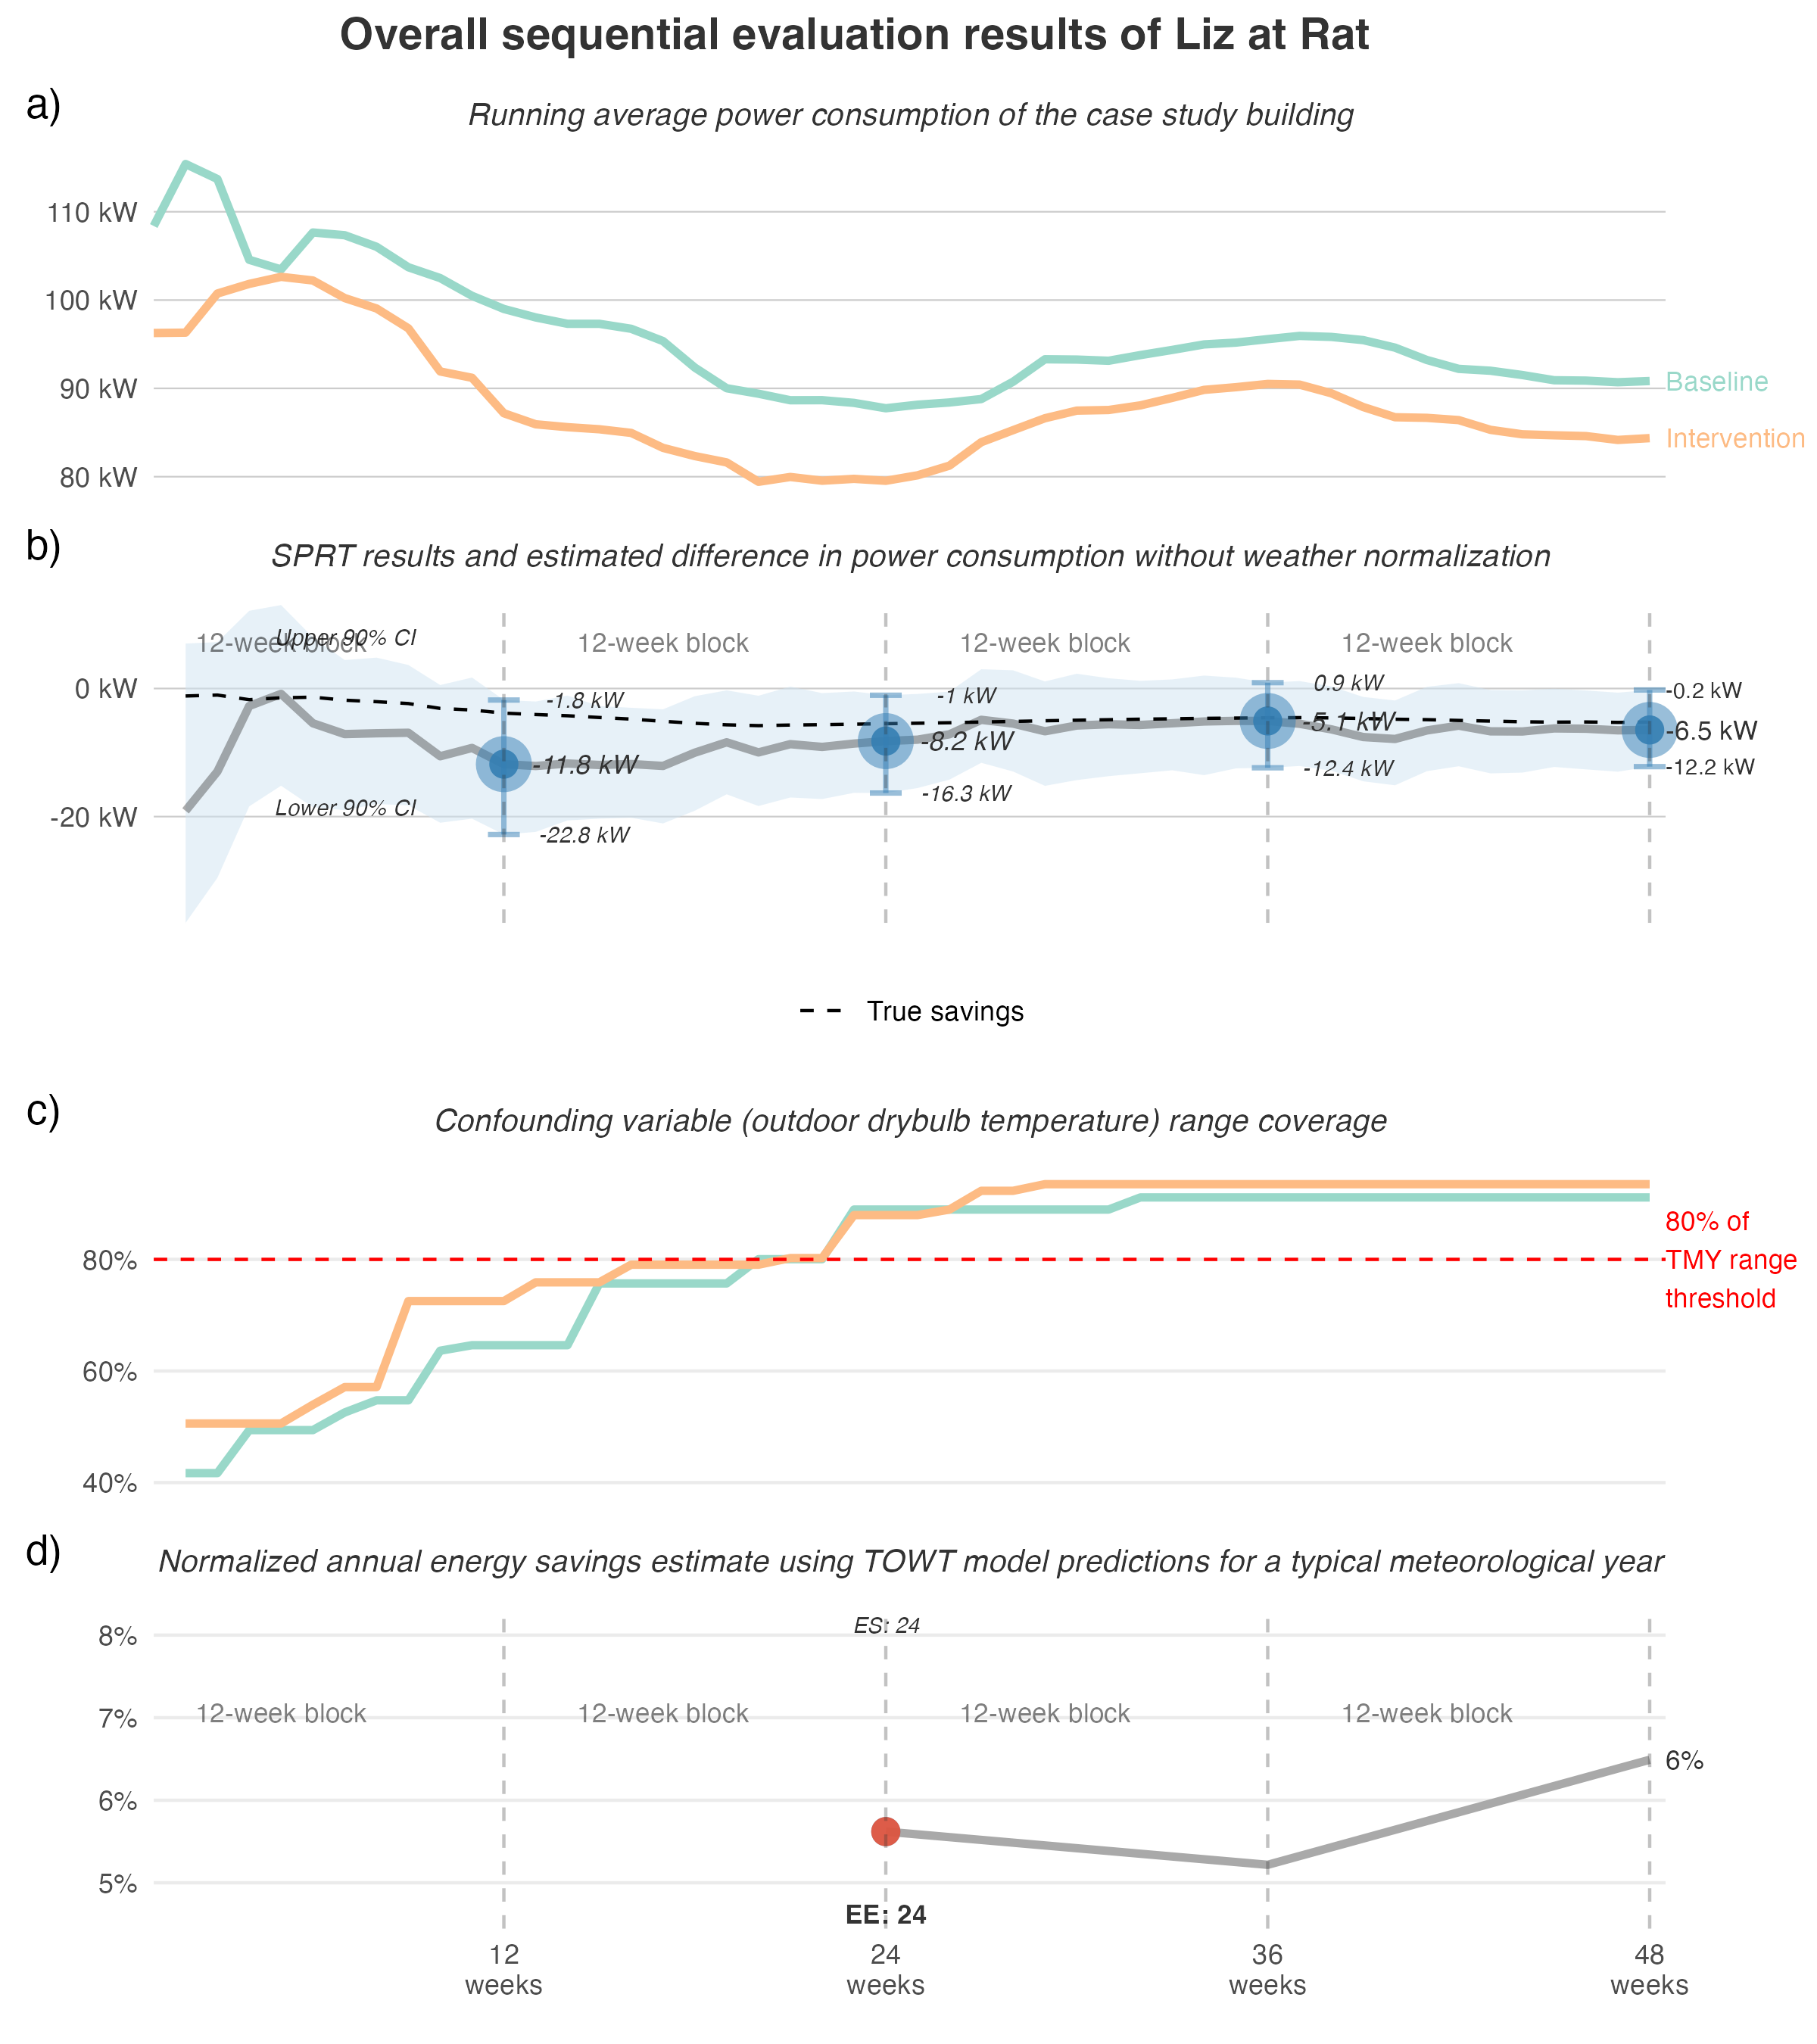 Overall sequential evaluation results of Liz at Rat
a)
Running average power consumption of the case study building
110 kW
100 kW
90 kW
80 kW
Baseline
Intervention
b)
SPRT results and estimated difference in power consumption without weather normalization
12-week block
Upper 90% CI
12-week block
12-week block
12-week block
0 kW
-20 kW
Lower 90% CI
-1.8 kW
-11.8 kW
-22.8 kW
-1 kW
-8.2 kW
-16.3 kW
0.9 kW
-5.1 kW
-12.4 kW
-0.2 kW
-6.5 kW
-12.2 kW
True savings
c)
Confounding variable (outdoor drybulb temperature) range coverage
80%
60%
40%
80% of
TMY range
threshold
d)
Normalized annual energy savings estimate using TOWT model predictions for a typical meteorological year
8%
7%
6%
5%
ES: 24
12-week block
12-week block
12-week block
12-week block
6%
EE: 24
12
weeks
24
weeks
36
weeks
48
weeks